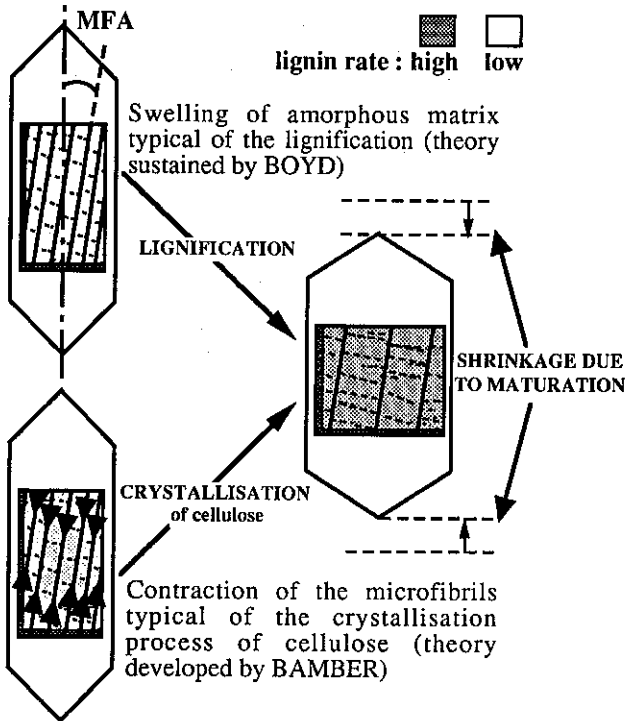 MFA
lignin rate : high low
Swelling of amorphous matrix
typical of the lignification (theory
sustained by BOYD)
LIGNIFICATION
SHRINKAGE DUE
TO MATURATION
CRYSTALLISATION
of cellulose
Contraction of the microfibrils
typical of the crystallisation
process of cellulose (theory
developed by BAMBER)